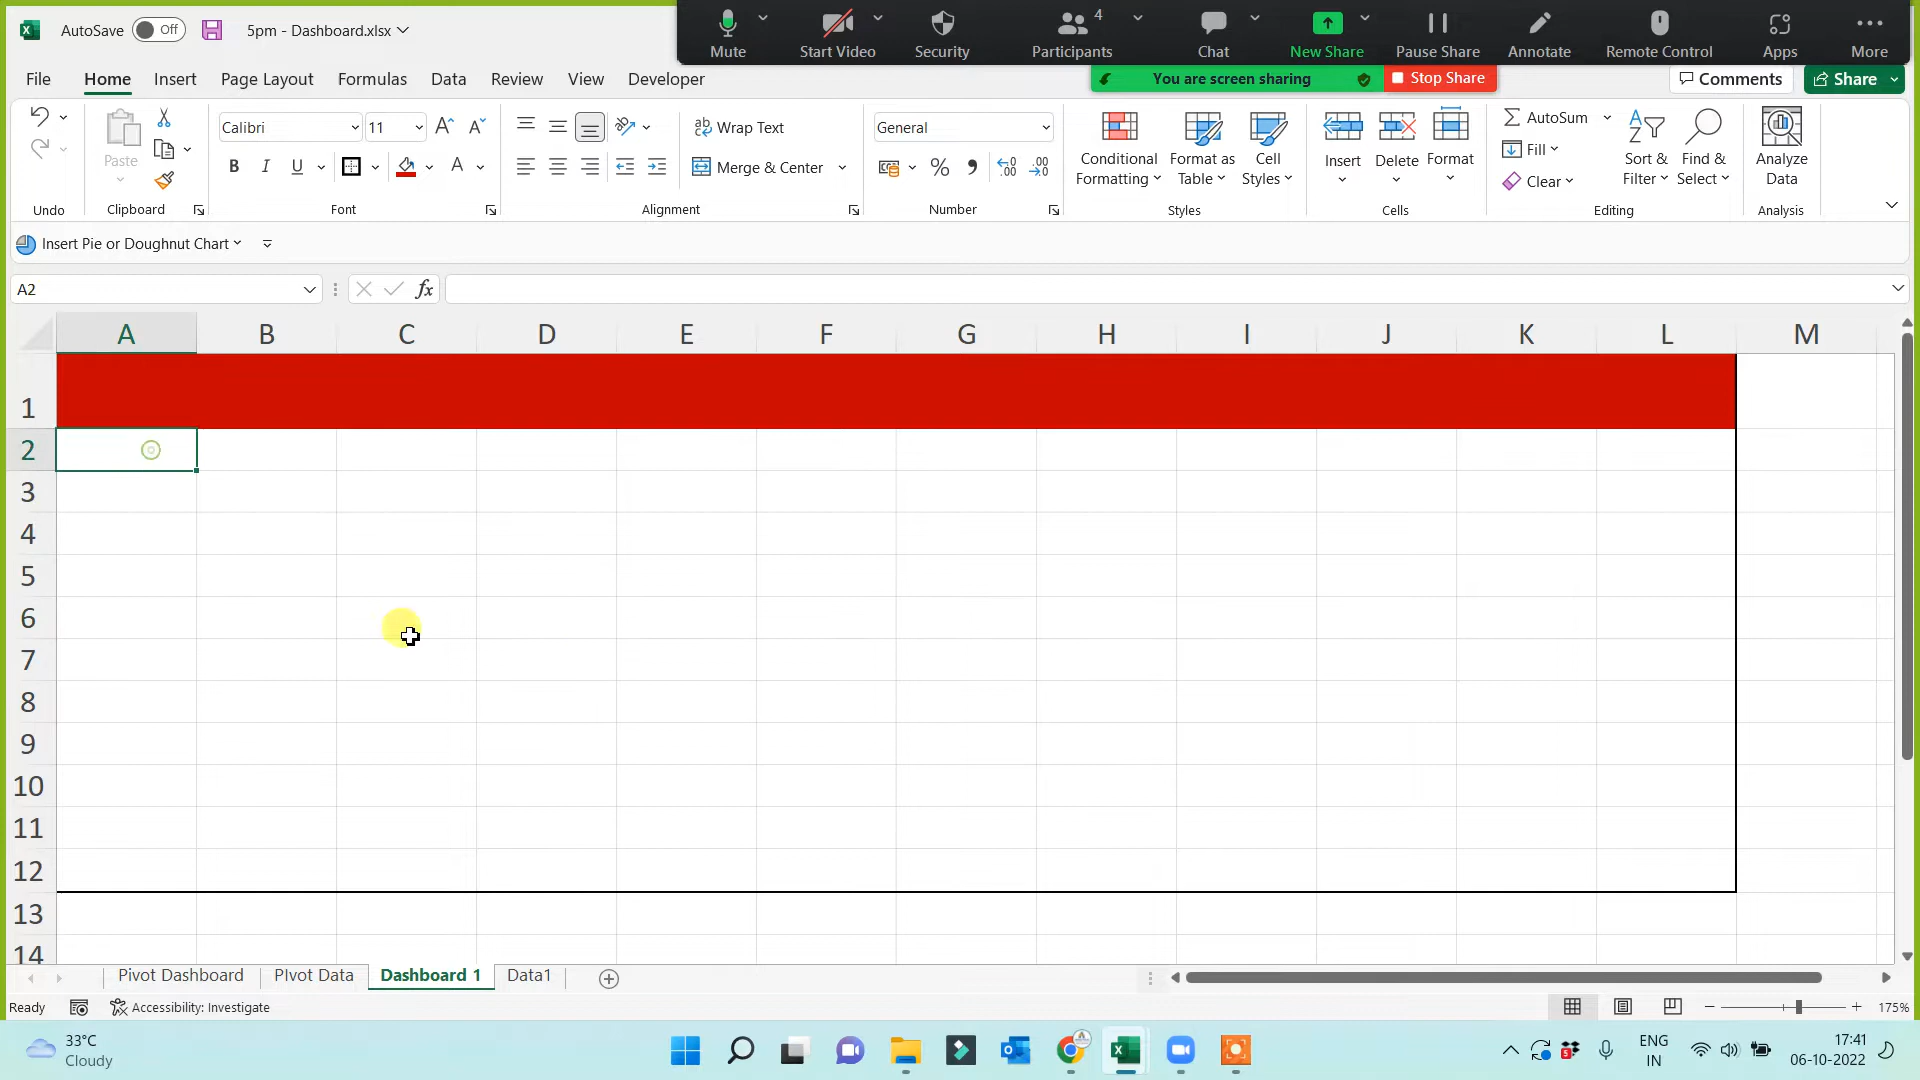 AutoSave Off 5pm - Dashboard.xlsx
Mute Start Video Security Participants 4 Chat New Share Pause Share Annotate Remote Control Apps More
You are screen sharing Stop Share
File Home Insert Page Layout Formulas Data Review View Developer Comments Share
Calibri 11 Wrap Text General AutoSum
Paste B I U A Merge & Center % Conditional Formatting Format as Table Cell Styles Insert Delete Format Fill Clear Sort & Filter Find & Select Analyze Data
Undo Clipboard Font Alignment Number Styles Cells Editing Analysis
Insert Pie or Doughnut Chart
A2 fx
A B C D E F G H I J K L M
1
2
3
4
5
6
7
8
9
10
11
12
13
14
Pivot Dashboard PIvot Data Dashboard 1 Data1
Ready Accessibility: Investigate 175%
33°C
Cloudy
ENG
IN
17:41
06-10-2022